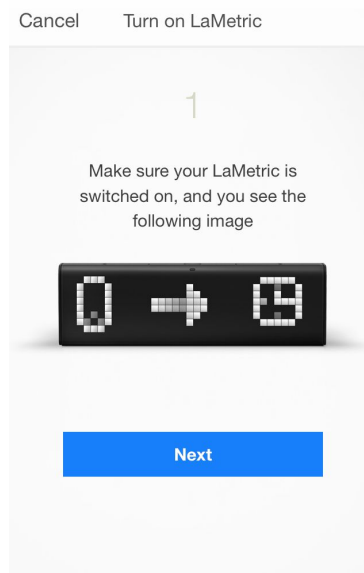 Cancel Turn on LaMetric
1
Make sure your LaMetric is
switched on, and you see the
following image
Next